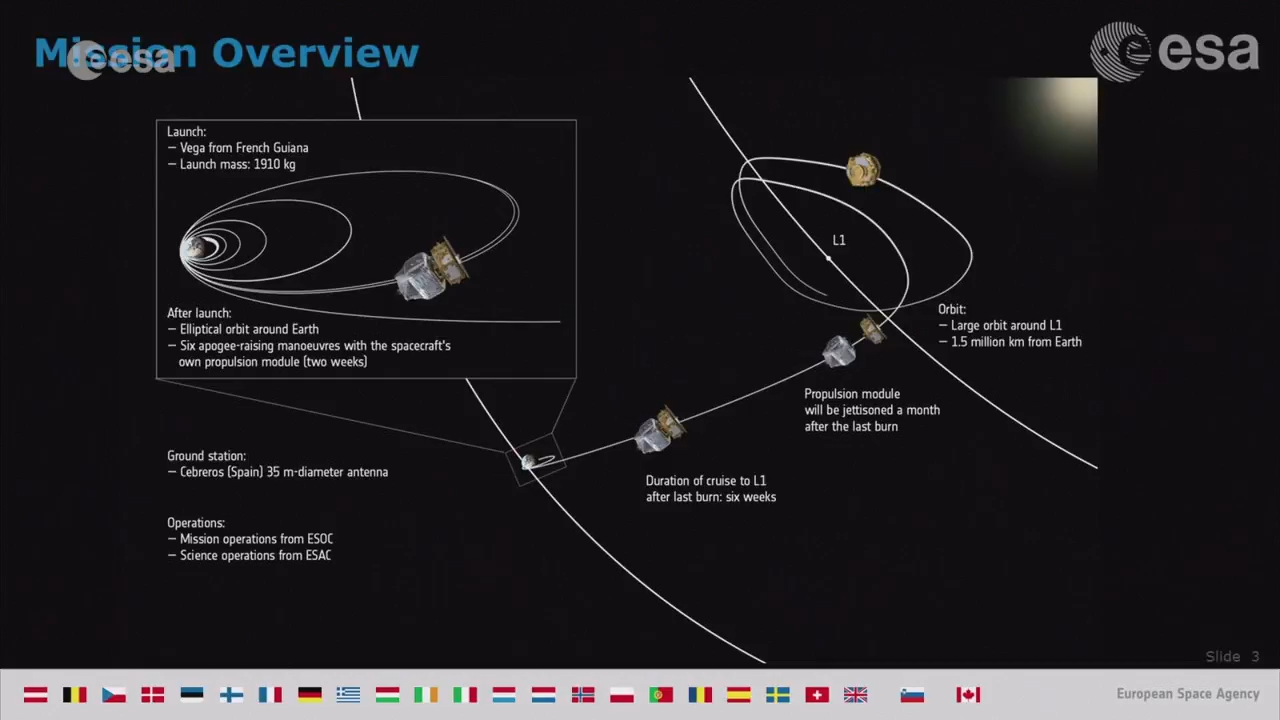 Mission Overview
esa
esa
Launch:
– Vega from French Guiana
– Launch mass: 1910 kg
After launch:
– Elliptical orbit around Earth
– Six apogee-raising manoeuvres with the spacecraft's
own propulsion module (two weeks)
L1
Orbit:
– Large orbit around L1
– 1.5 million km from Earth
Propulsion module
will be jettisoned a month
after the last burn
Duration of cruise to L1
after last burn: six weeks
Ground station:
– Cebreros (Spain) 35 m-diameter antenna
Operations:
– Mission operations from ESOC
– Science operations from ESAC
Slide 3
European Space Agency